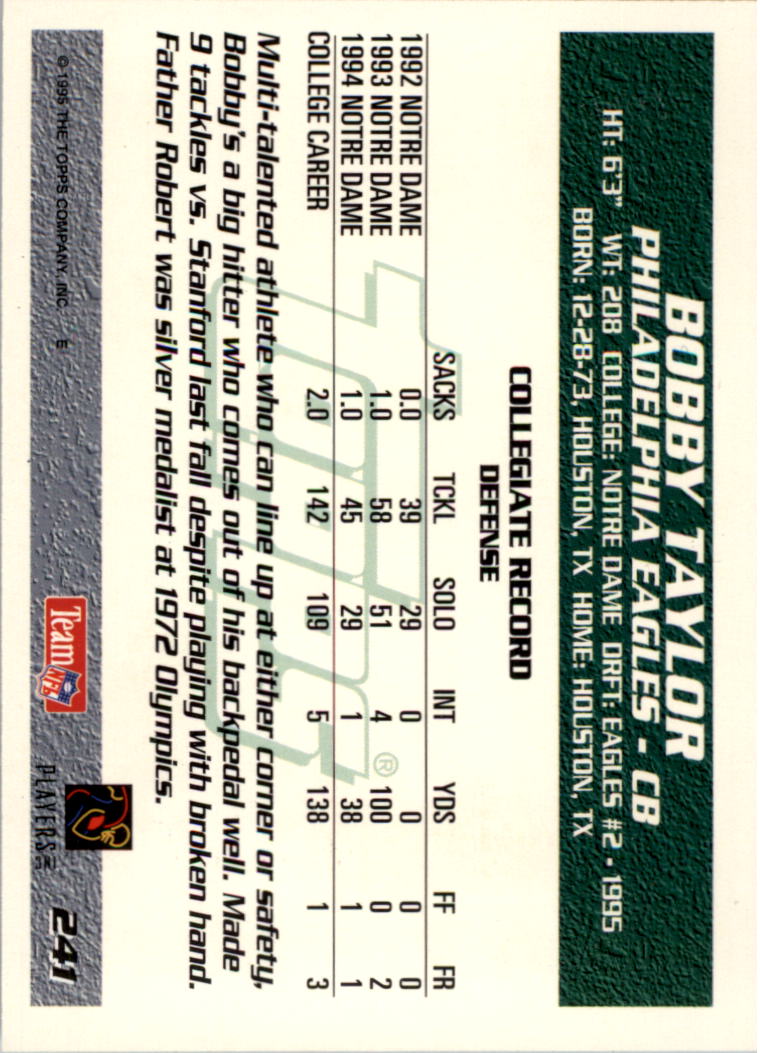 BOBBY TAYLOR
PHILADELPHIA EAGLES - CB
HT: 6'3" WT: 208 COLLEGE: NOTRE DAME DRFT: EAGLES #2 - 1995
BORN: 12-28-73, HOUSTON, TX HOME: HOUSTON, TX
COLLEGIATE RECORD
DEFENSE
SACKS TCKL SOLO INT YDS FF FR
1992 NOTRE DAME 0.0 39 29 0 0 0 0
1993 NOTRE DAME 1.0 58 51 4 100 0 2
1994 NOTRE DAME 1.0 45 29 1 38 1 1
COLLEGE CAREER 2.0 142 109 5 138 1 3
Topps ®
Multi-talented athlete who can line up at either corner or safety,
Bobby's a big hitter who comes out of his backpedal well. Made
9 tackles vs. Stanford last fall despite playing with broken hand.
Father Robert was silver medalist at 1972 Olympics.
© 1995 THE TOPPS COMPANY, INC. E
Team NFL
PLAYERS INC
241